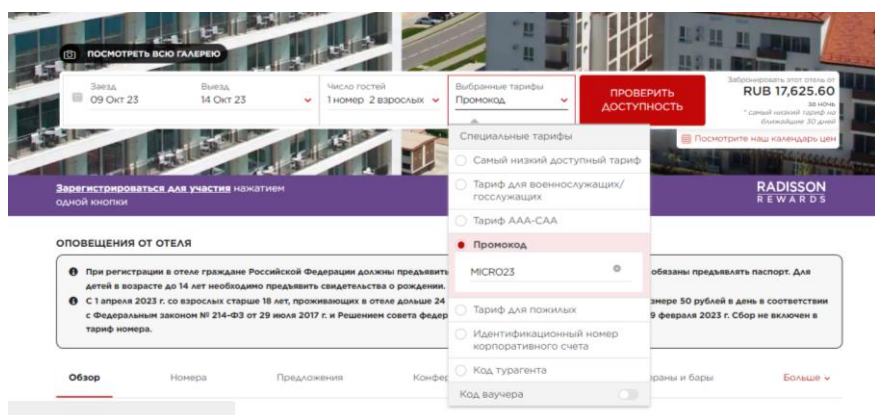 ПОСМОТРЕТЬ ВСЮ ГАЛЕРЕЮ
Заезд
09 Окт 23
Выезд
14 Окт 23
Число гостей
1 номер 2 взрослых
Выбранные тарифы
Промокод
ПРОВЕРИТЬ
ДОСТУПНОСТЬ
Забронировать этот отель от
RUB 17,625.60
за ночь
* самый низкий тариф на
ближайшие 30 дней
Посмотрите наш календарь цен
Специальные тарифы
Самый низкий доступный тариф
Тариф для военнослужащих/
госслужащих
Тариф AAA-CAA
Промокод
MICRO23
Тариф для пожилых
Идентификационный номер
корпоративного счета
Код турагента
Код ваучера
Зарегистрироваться для участия нажатием
одной кнопки
RADISSON
REWARDS
ОПОВЕЩЕНИЯ ОТ ОТЕЛЯ
При регистрации в отеле граждане Российской Федерации должны предъявить обязаны предъявлять паспорт. Для
детей в возрасте до 14 лет необходимо предъявить свидетельства о рождении.
С 1 апреля 2023 г. со взрослых старше 18 лет, проживающих в отеле дольше 24 змере 50 рублей в день в соответствии
с Федеральным законом № 214-ФЗ от 29 июля 2017 г. и Решением совета федер 9 февраля 2023 г. Сбор не включен в
тариф номера.
Обзор
Номера
Предложения
Конфер
ораны и бары
Больше